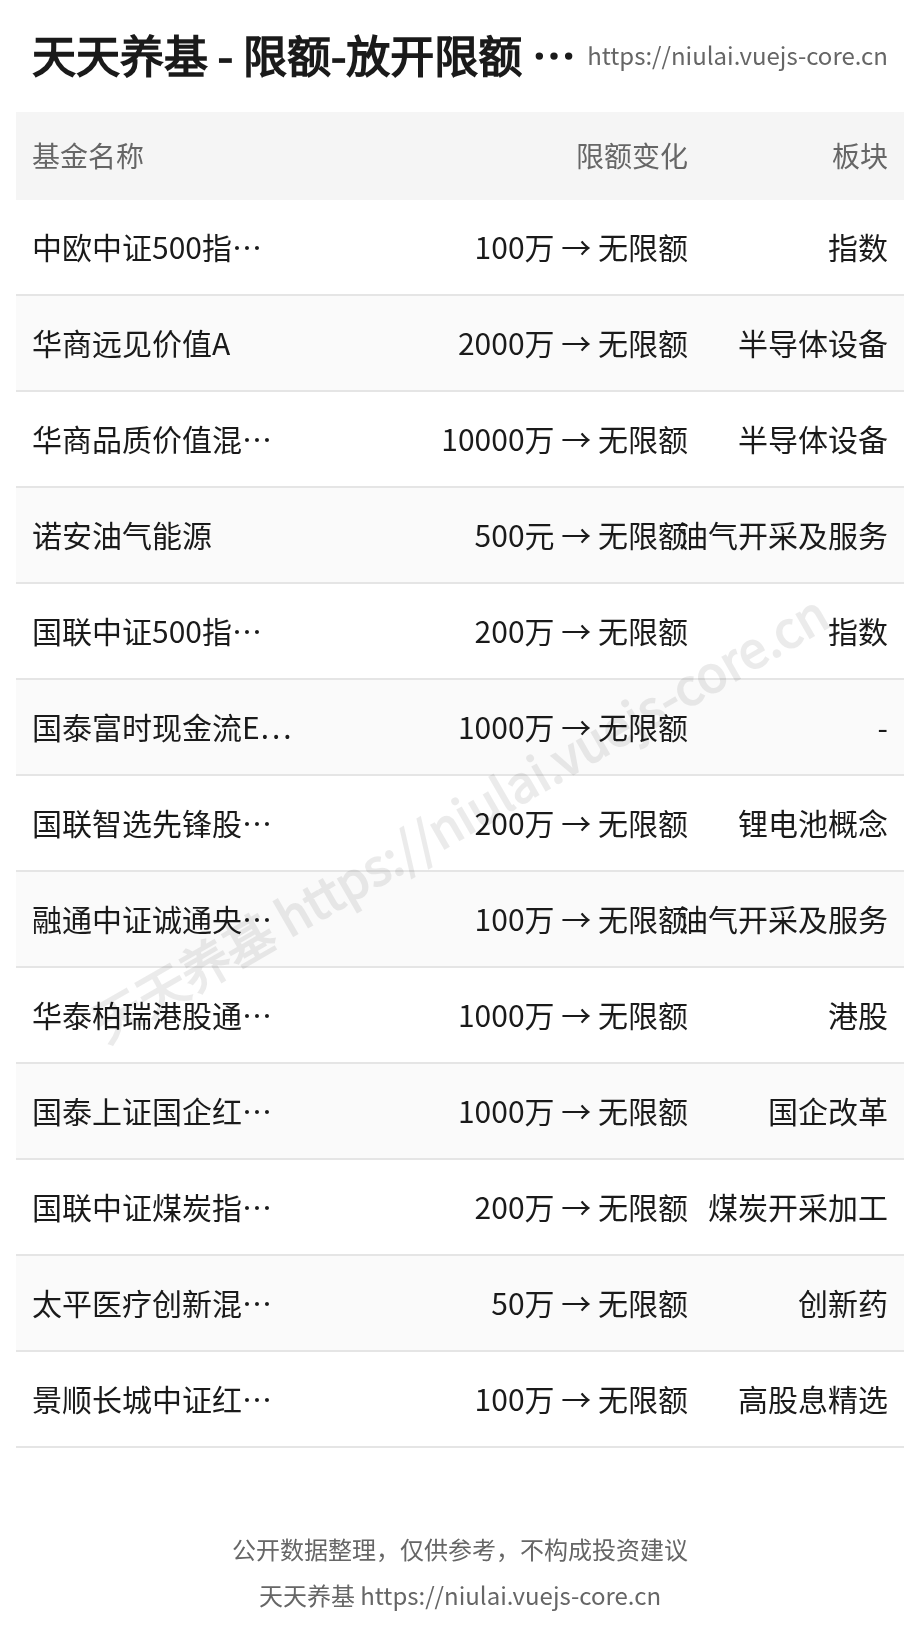 天天养基 - 限额-放开限额 … https://niulai.vuejs-core.cn
基金名称 限额变化 板块
中欧中证500指… 100万 → 无限额 指数
华商远见价值A 2000万 → 无限额 半导体设备
华商品质价值混… 10000万 → 无限额 半导体设备
诺安油气能源 500元 → 无限额 油气开采及服务
国联中证500指… 200万 → 无限额 指数
国泰富时现金流E… 1000万 → 无限额 -
国联智选先锋股… 200万 → 无限额 锂电池概念
融通中证诚通央… 100万 → 无限额 油气开采及服务
华泰柏瑞港股通… 1000万 → 无限额 港股
国泰上证国企红… 1000万 → 无限额 国企改革
国联中证煤炭指… 200万 → 无限额 煤炭开采加工
太平医疗创新混… 50万 → 无限额 创新药
景顺长城中证红… 100万 → 无限额 高股息精选
天天养基 https://niulai.vuejs-core.cn
公开数据整理，仅供参考，不构成投资建议
天天养基 https://niulai.vuejs-core.cn